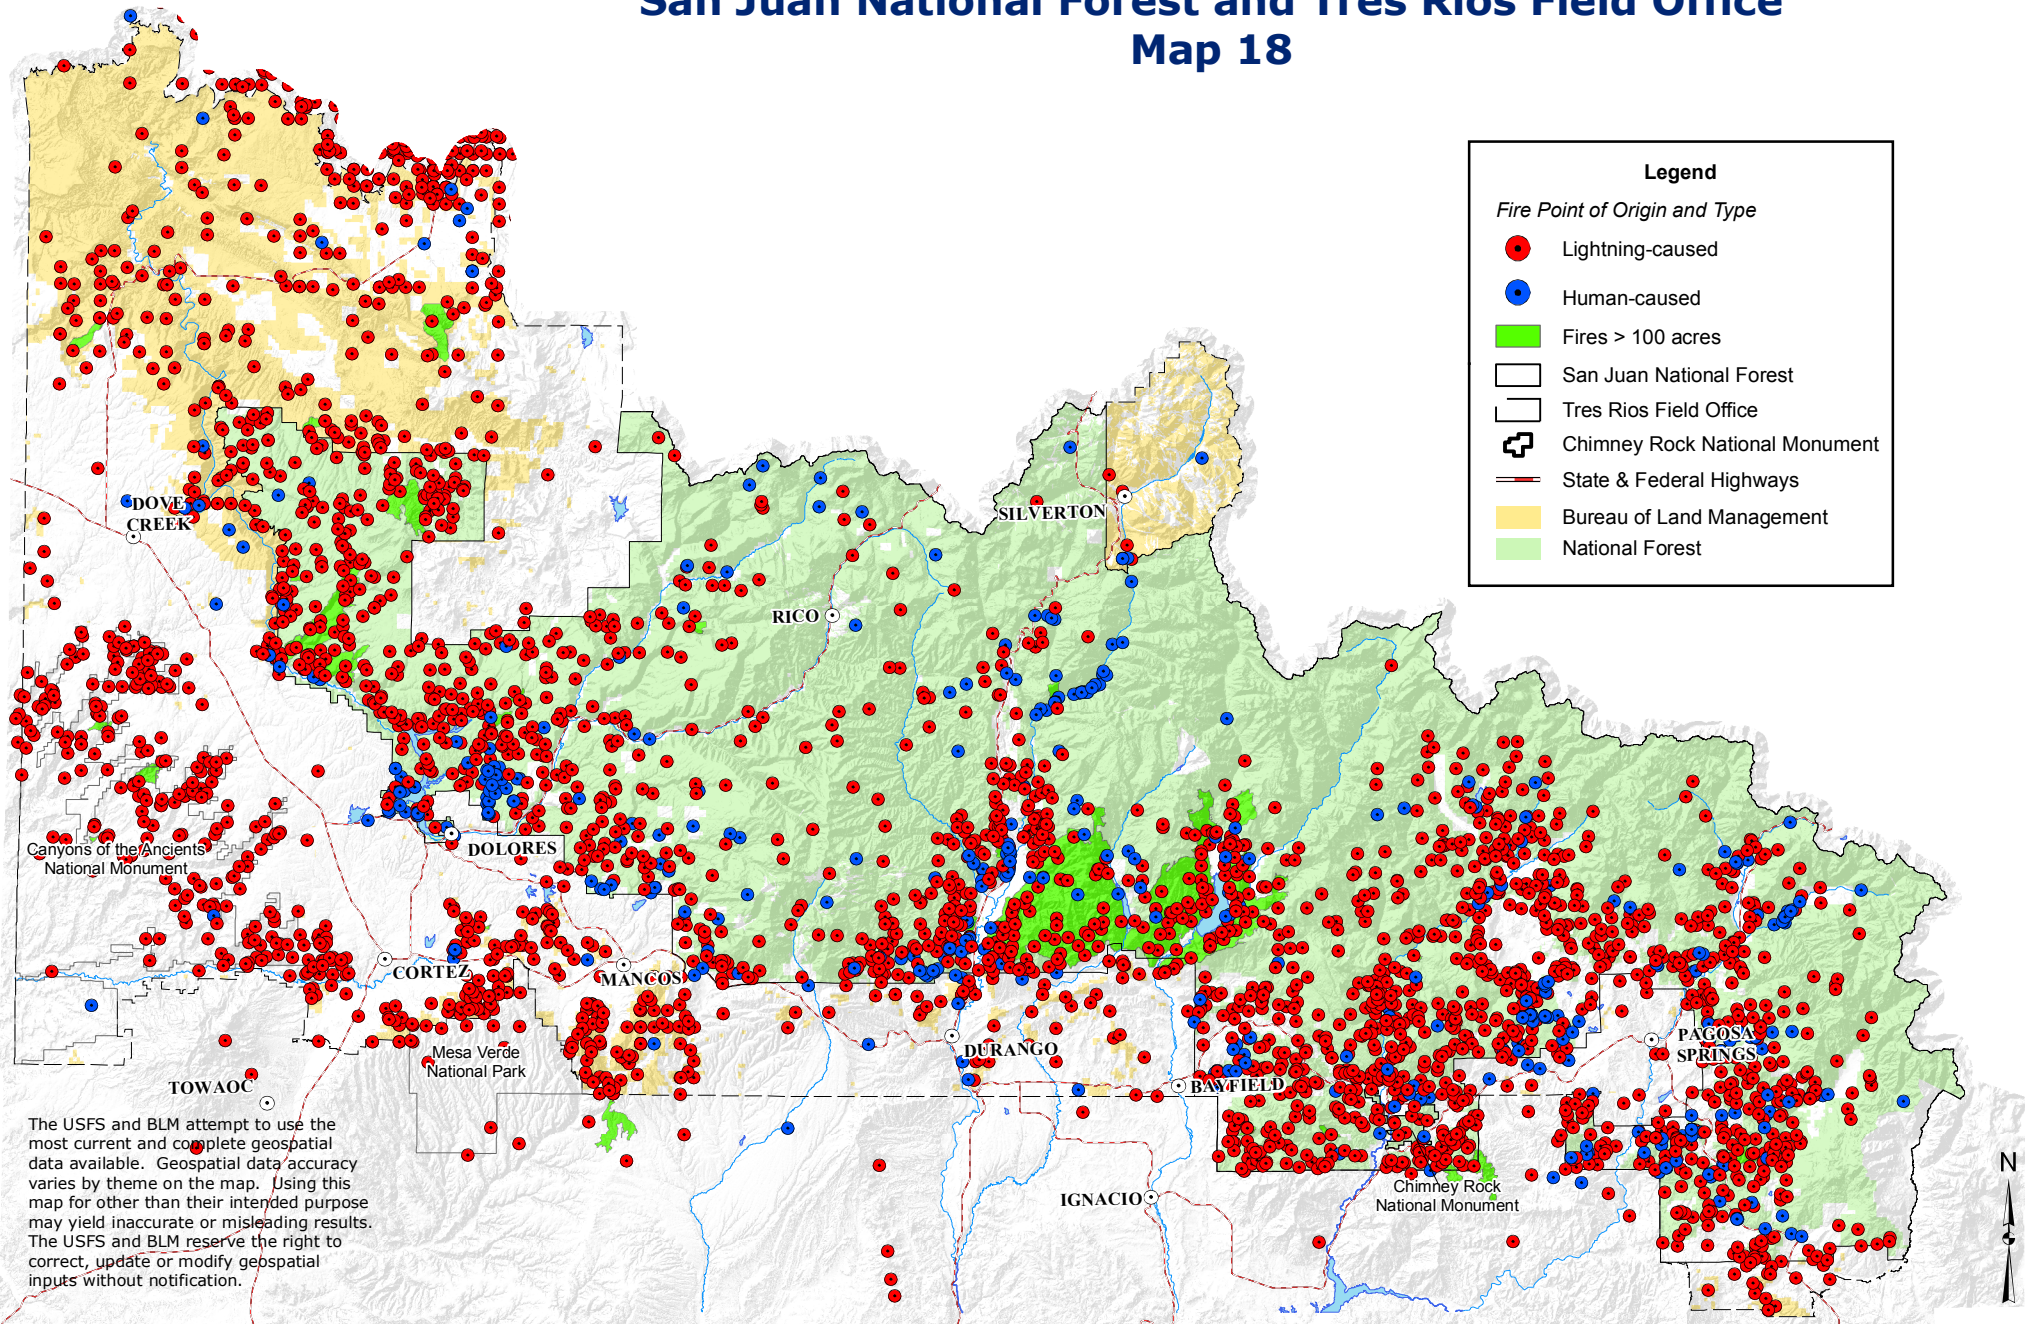 San Juan National Forest and Tres Rios Field Office
Map 18
Legend
Fire Point of Origin and Type
Lightning-caused
Human-caused
Fires > 100 acres
San Juan National Forest
Tres Rios Field Office
Chimney Rock National Monument
State & Federal Highways
Bureau of Land Management
National Forest
DOVE
CREEK
SILVERTON
RICO
DOLORES
Canyons of the Ancients
National Monument
CORTEZ
MANCOS
Mesa Verde
National Park
DURANGO
PAGOSA
SPRINGS
TOWAOC
BAYFIELD
IGNACIO
Chimney Rock
National Monument
N
The USFS and BLM attempt to use the
most current and complete geospatial
data available.  Geospatial data accuracy
varies by theme on the map.  Using this
map for other than their intended purpose
may yield inaccurate or misleading results.
The USFS and BLM reserve the right to
correct, update or modify geospatial
inputs without notification.